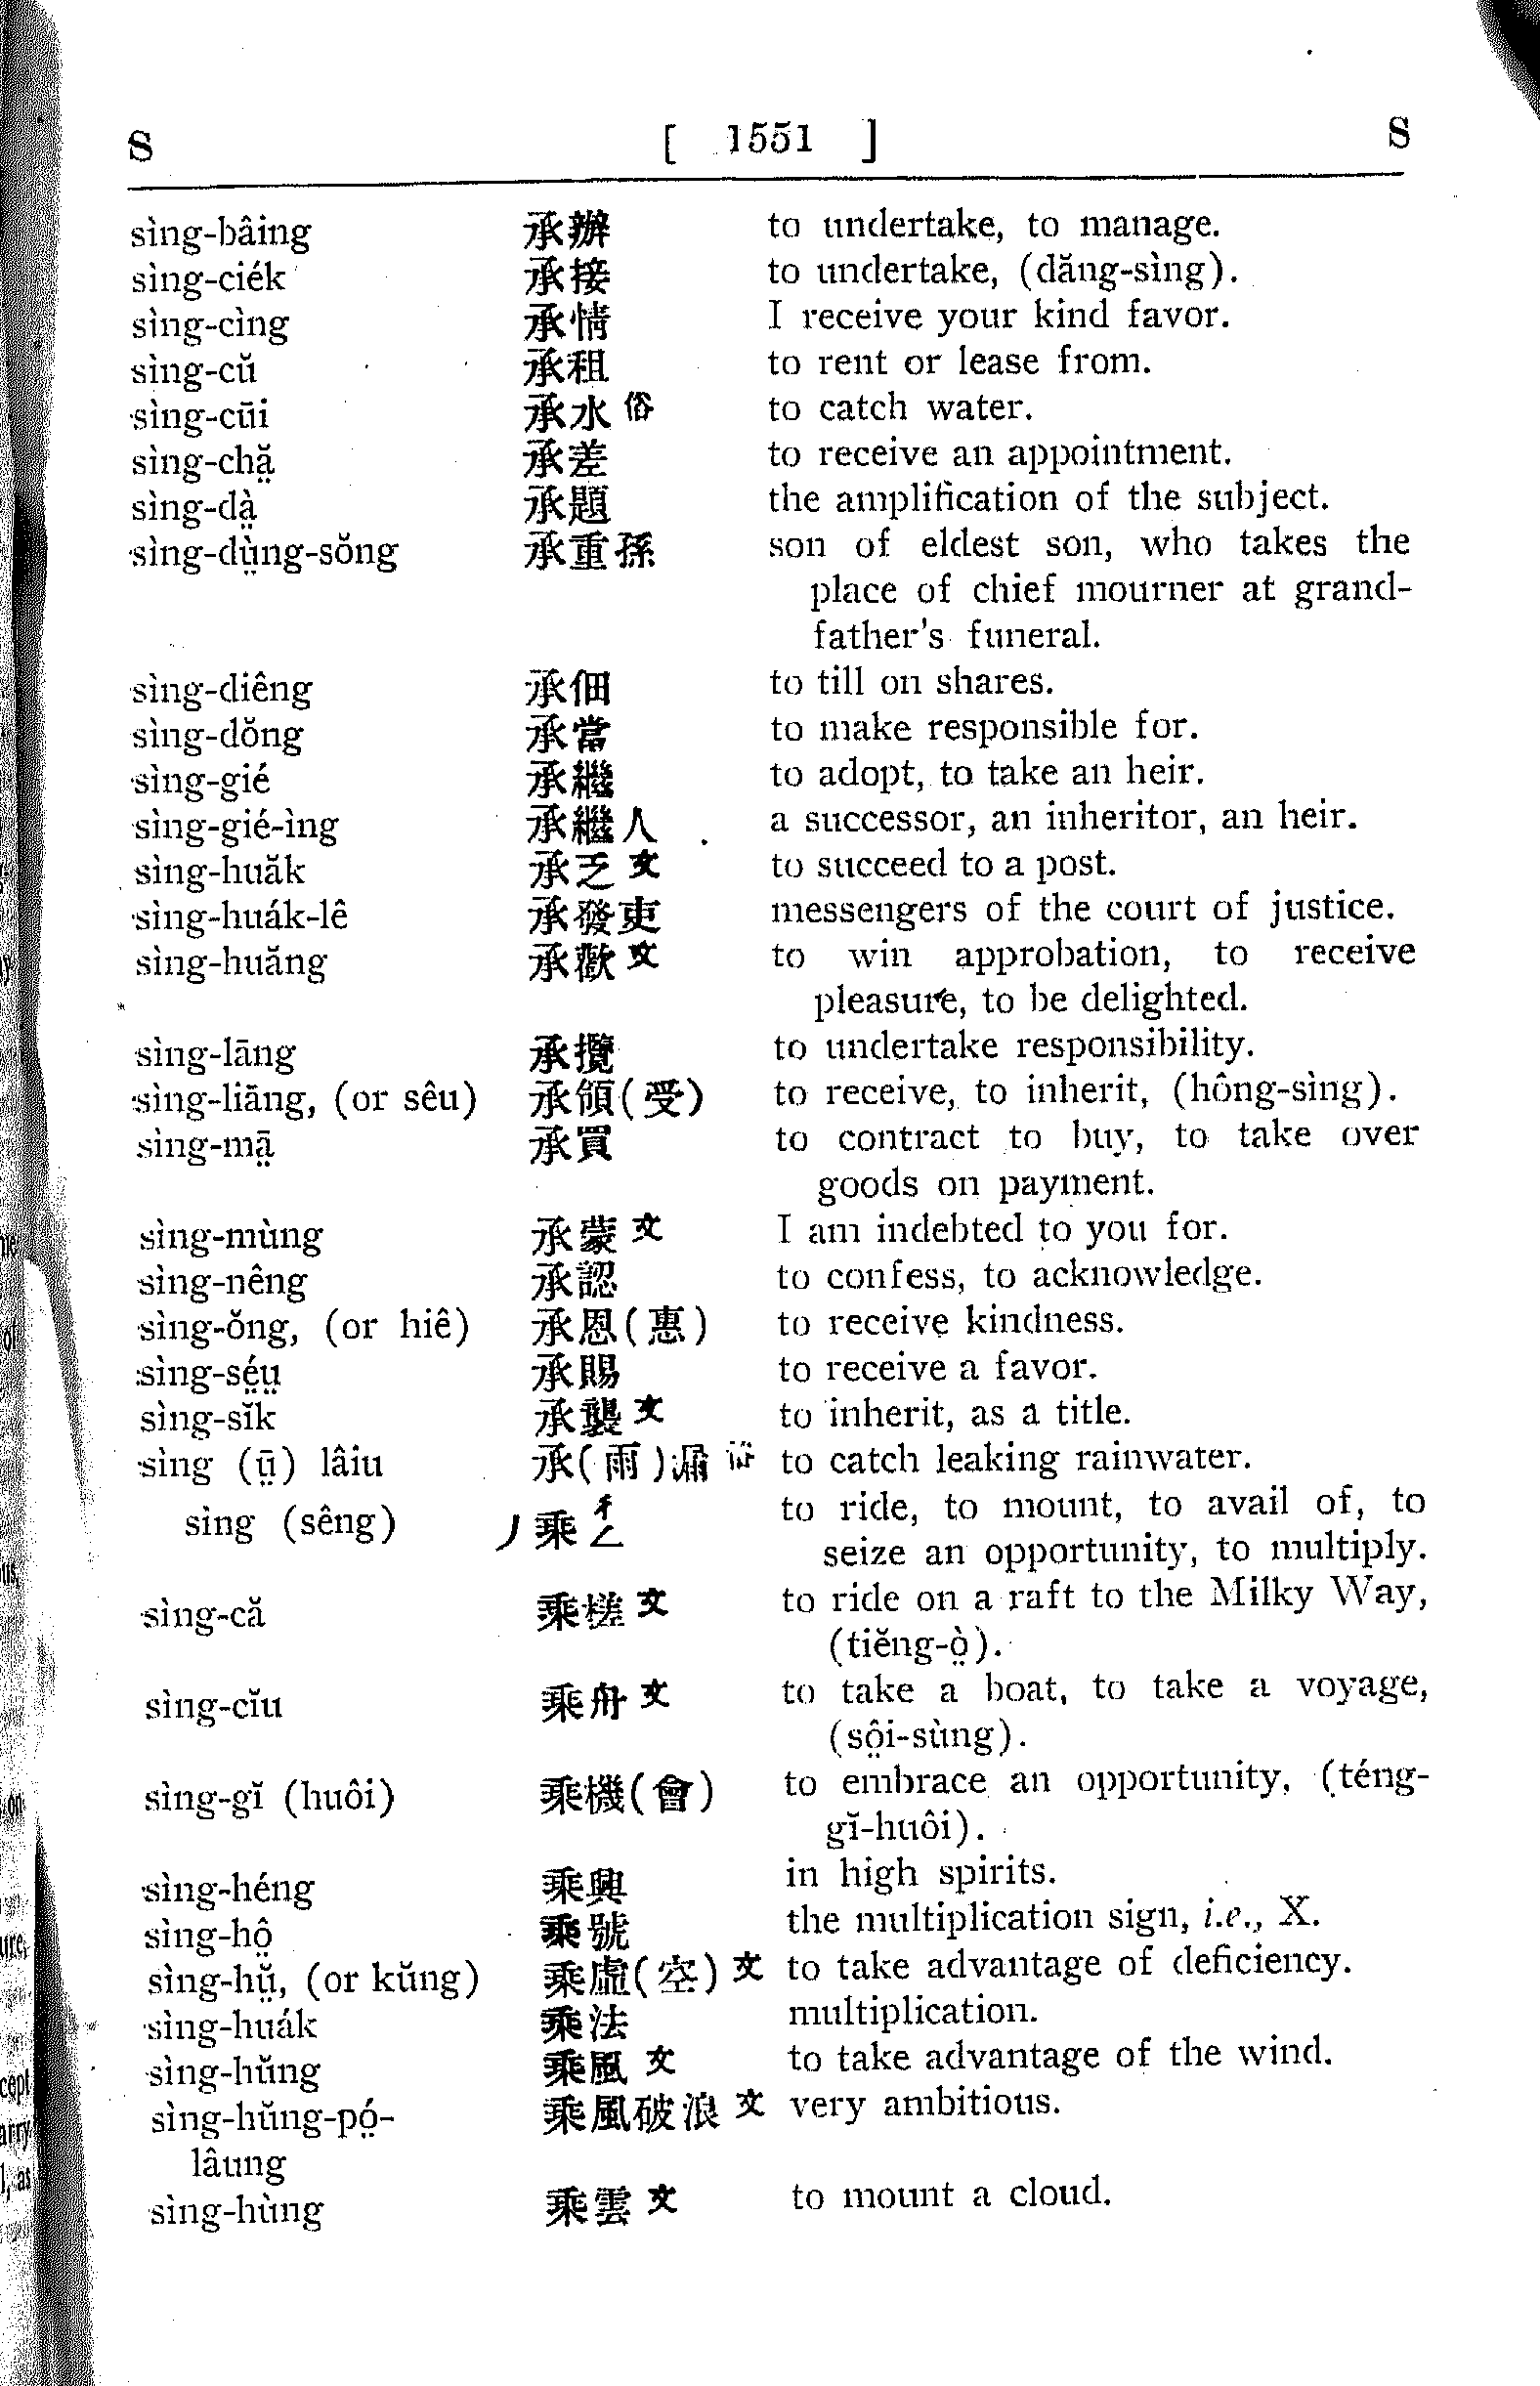 S [ 1551 ] S
sìng-bâing 承辦 to undertake, to manage.
sìng-ciék 承接 to undertake, (dăng-sìng).
sìng-cìng 承情 I receive your kind favor.
sìng-cŭ 承租 to rent or lease from.
sìng-cūi 承水 俗 to catch water.
sìng-chă̤ 承差 to receive an appointment.
sìng-dà̤ 承題 the amplification of the subject.
sìng-dṳ̀ng-sŏng 承重孫 son of eldest son, who takes the
place of chief mourner at grand-
father's funeral.
sìng-diêng 承佃 to till on shares.
sìng-dŏng 承當 to make responsible for.
sìng-gié 承繼 to adopt, to take an heir.
sìng-gié-ìng 承繼人 a successor, an inheritor, an heir.
sìng-huăk 承乏 文 to succeed to a post.
sìng-huák-lê 承發吏 messengers of the court of justice.
sìng-huăng 承歡 文 to win approbation, to receive
pleasure, to be delighted.
sìng-lāng 承攬 to undertake responsibility.
sìng-liāng, (or sêu) 承領(受) to receive, to inherit, (hông-sìng).
sìng-mā̤ 承買 to contract to buy, to take over
goods on payment.
sìng-mùng 承蒙 文 I am indebted to you for.
sìng-nêng 承認 to confess, to acknowledge.
sìng-ŏng, (or hiê) 承恩(惠) to receive kindness.
sìng-sé̤ṳ 承賜 to receive a favor.
sìng-sĭk 承襲 文 to inherit, as a title.
sìng (ṳ̄) lâiu 承(雨)漏 to catch leaking rainwater.
sìng (sêng) 丿乘 彳ㄥ to ride, to mount, to avail of, to
seize an opportunity, to multiply.
sìng-că 乘槎 文 to ride on a raft to the Milky Way,
(tiĕng-ò̤).
sìng-cĭu 乘舟 文 to take a boat, to take a voyage,
(sô̤i-sùng).
sìng-gĭ (huôi) 乘機(會) to embrace an opportunity, (téng-
gĭ-huôi).
sìng-héng 乘興 in high spirits.
sìng-hô̤ 乘號 the multiplication sign, i.e., X.
sìng-hṳ̆, (or kŭng) 乘虛(空) 文 to take advantage of deficiency.
sìng-huák 乘法 multiplication.
sìng-hŭng 乘風 文 to take advantage of the wind.
sìng-hŭng-pó̤- 乘風破浪 文 very ambitious.
lâung
sìng-hùng 乘雲 文 to mount a cloud.